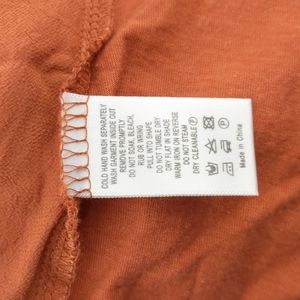 COLD HAND WASH SEPARATELY
WASH GARMENT INSIDE OUT
REMOVE PROMPTLY
DO NOT SOAK, BLEACH,
RUB OR WRING
PULL INTO SHAPE
DO NOT TUMBLE DRY
DRY FLAT IN SHADE
WARM IRON ON REVERSE
DO NOT STEAM
DRY CLEANABLE
Made in China